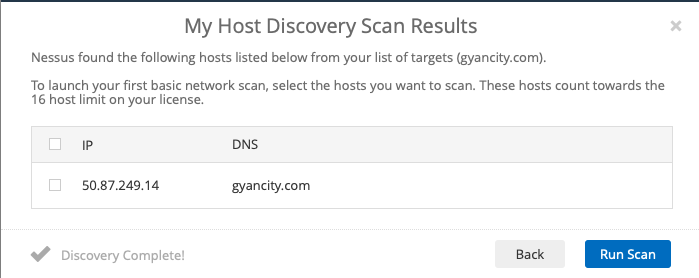 My Host Discovery Scan Results
Nessus found the following hosts listed below from your list of targets (gyancity.com).
To launch your first basic network scan, select the hosts you want to scan. These hosts count towards the
16 host limit on your license.
IP DNS
50.87.249.14 gyancity.com
Discovery Complete! Back Run Scan